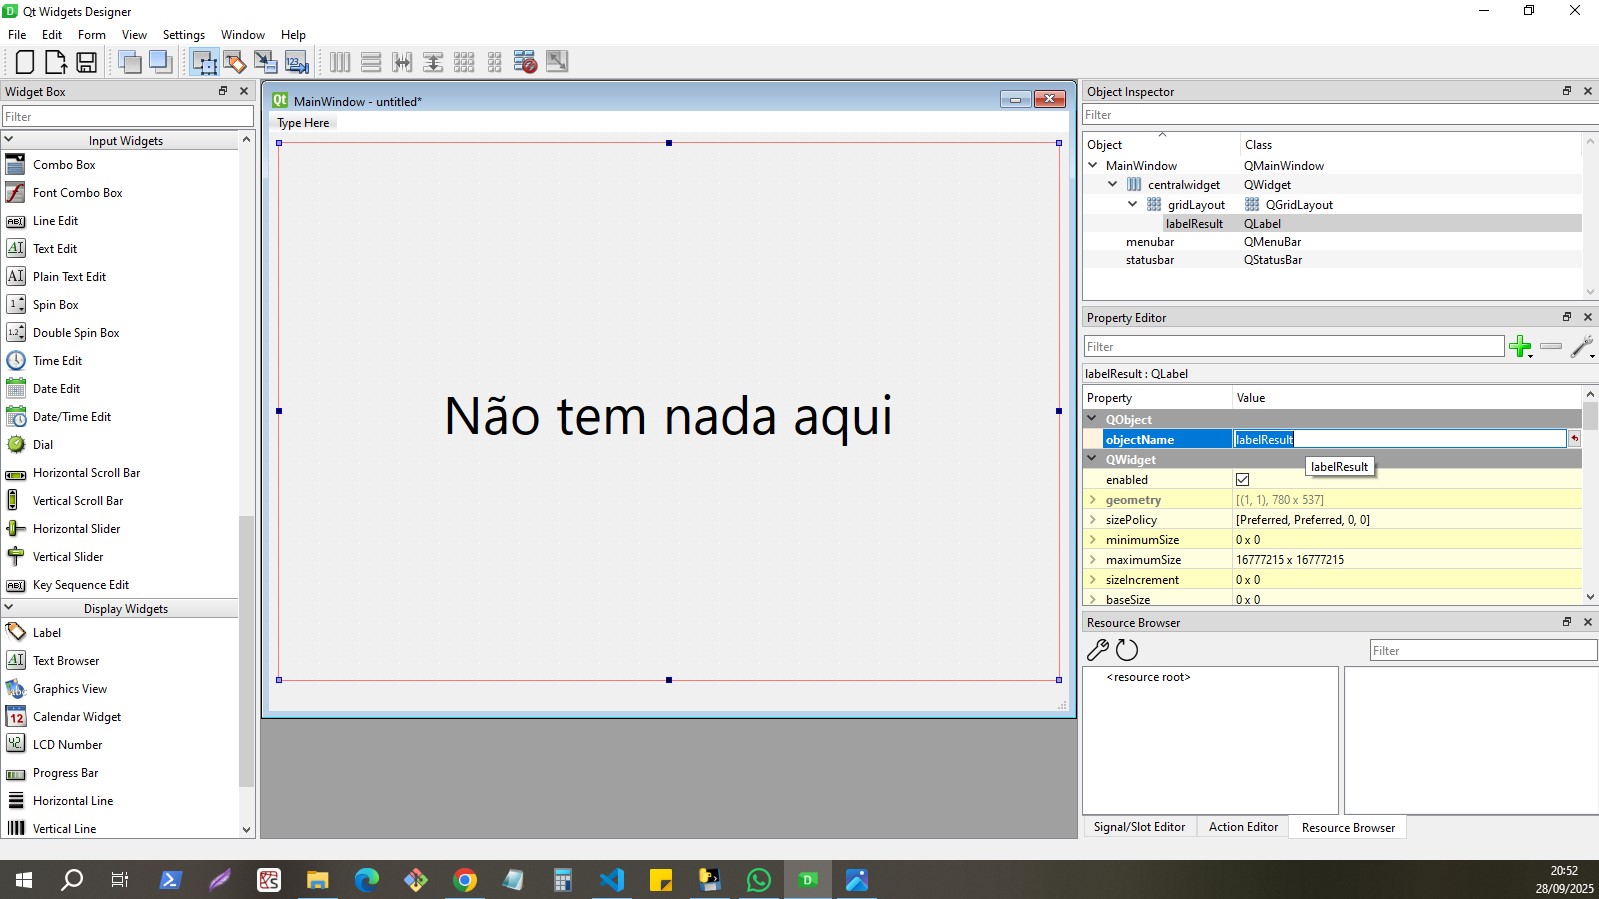 Qt Widgets Designer
File Edit Form View Settings Window Help
Widget Box
Filter
Input Widgets
Combo Box
Font Combo Box
Line Edit
Text Edit
Plain Text Edit
Spin Box
Double Spin Box
Time Edit
Date Edit
Date/Time Edit
Dial
Horizontal Scroll Bar
Vertical Scroll Bar
Horizontal Slider
Vertical Slider
Key Sequence Edit
Display Widgets
Label
Text Browser
Graphics View
Calendar Widget
LCD Number
Progress Bar
Horizontal Line
Vertical Line
MainWindow - untitled*
Type Here
Não tem nada aqui
Object Inspector
Filter
Object Class
MainWindow QMainWindow
centralwidget QWidget
gridLayout QGridLayout
labelResult QLabel
menubar QMenuBar
statusbar QStatusBar
Property Editor
Filter
labelResult : QLabel
Property Value
QObject
objectName labelResult
QWidget
labelResult
enabled
geometry [(1, 1), 780 x 537]
sizePolicy [Preferred, Preferred, 0, 0]
minimumSize 0 x 0
maximumSize 16777215 x 16777215
sizeIncrement 0 x 0
baseSize 0 x 0
Resource Browser
Filter
<resource root>
Signal/Slot Editor Action Editor Resource Browser
20:52
28/09/2025